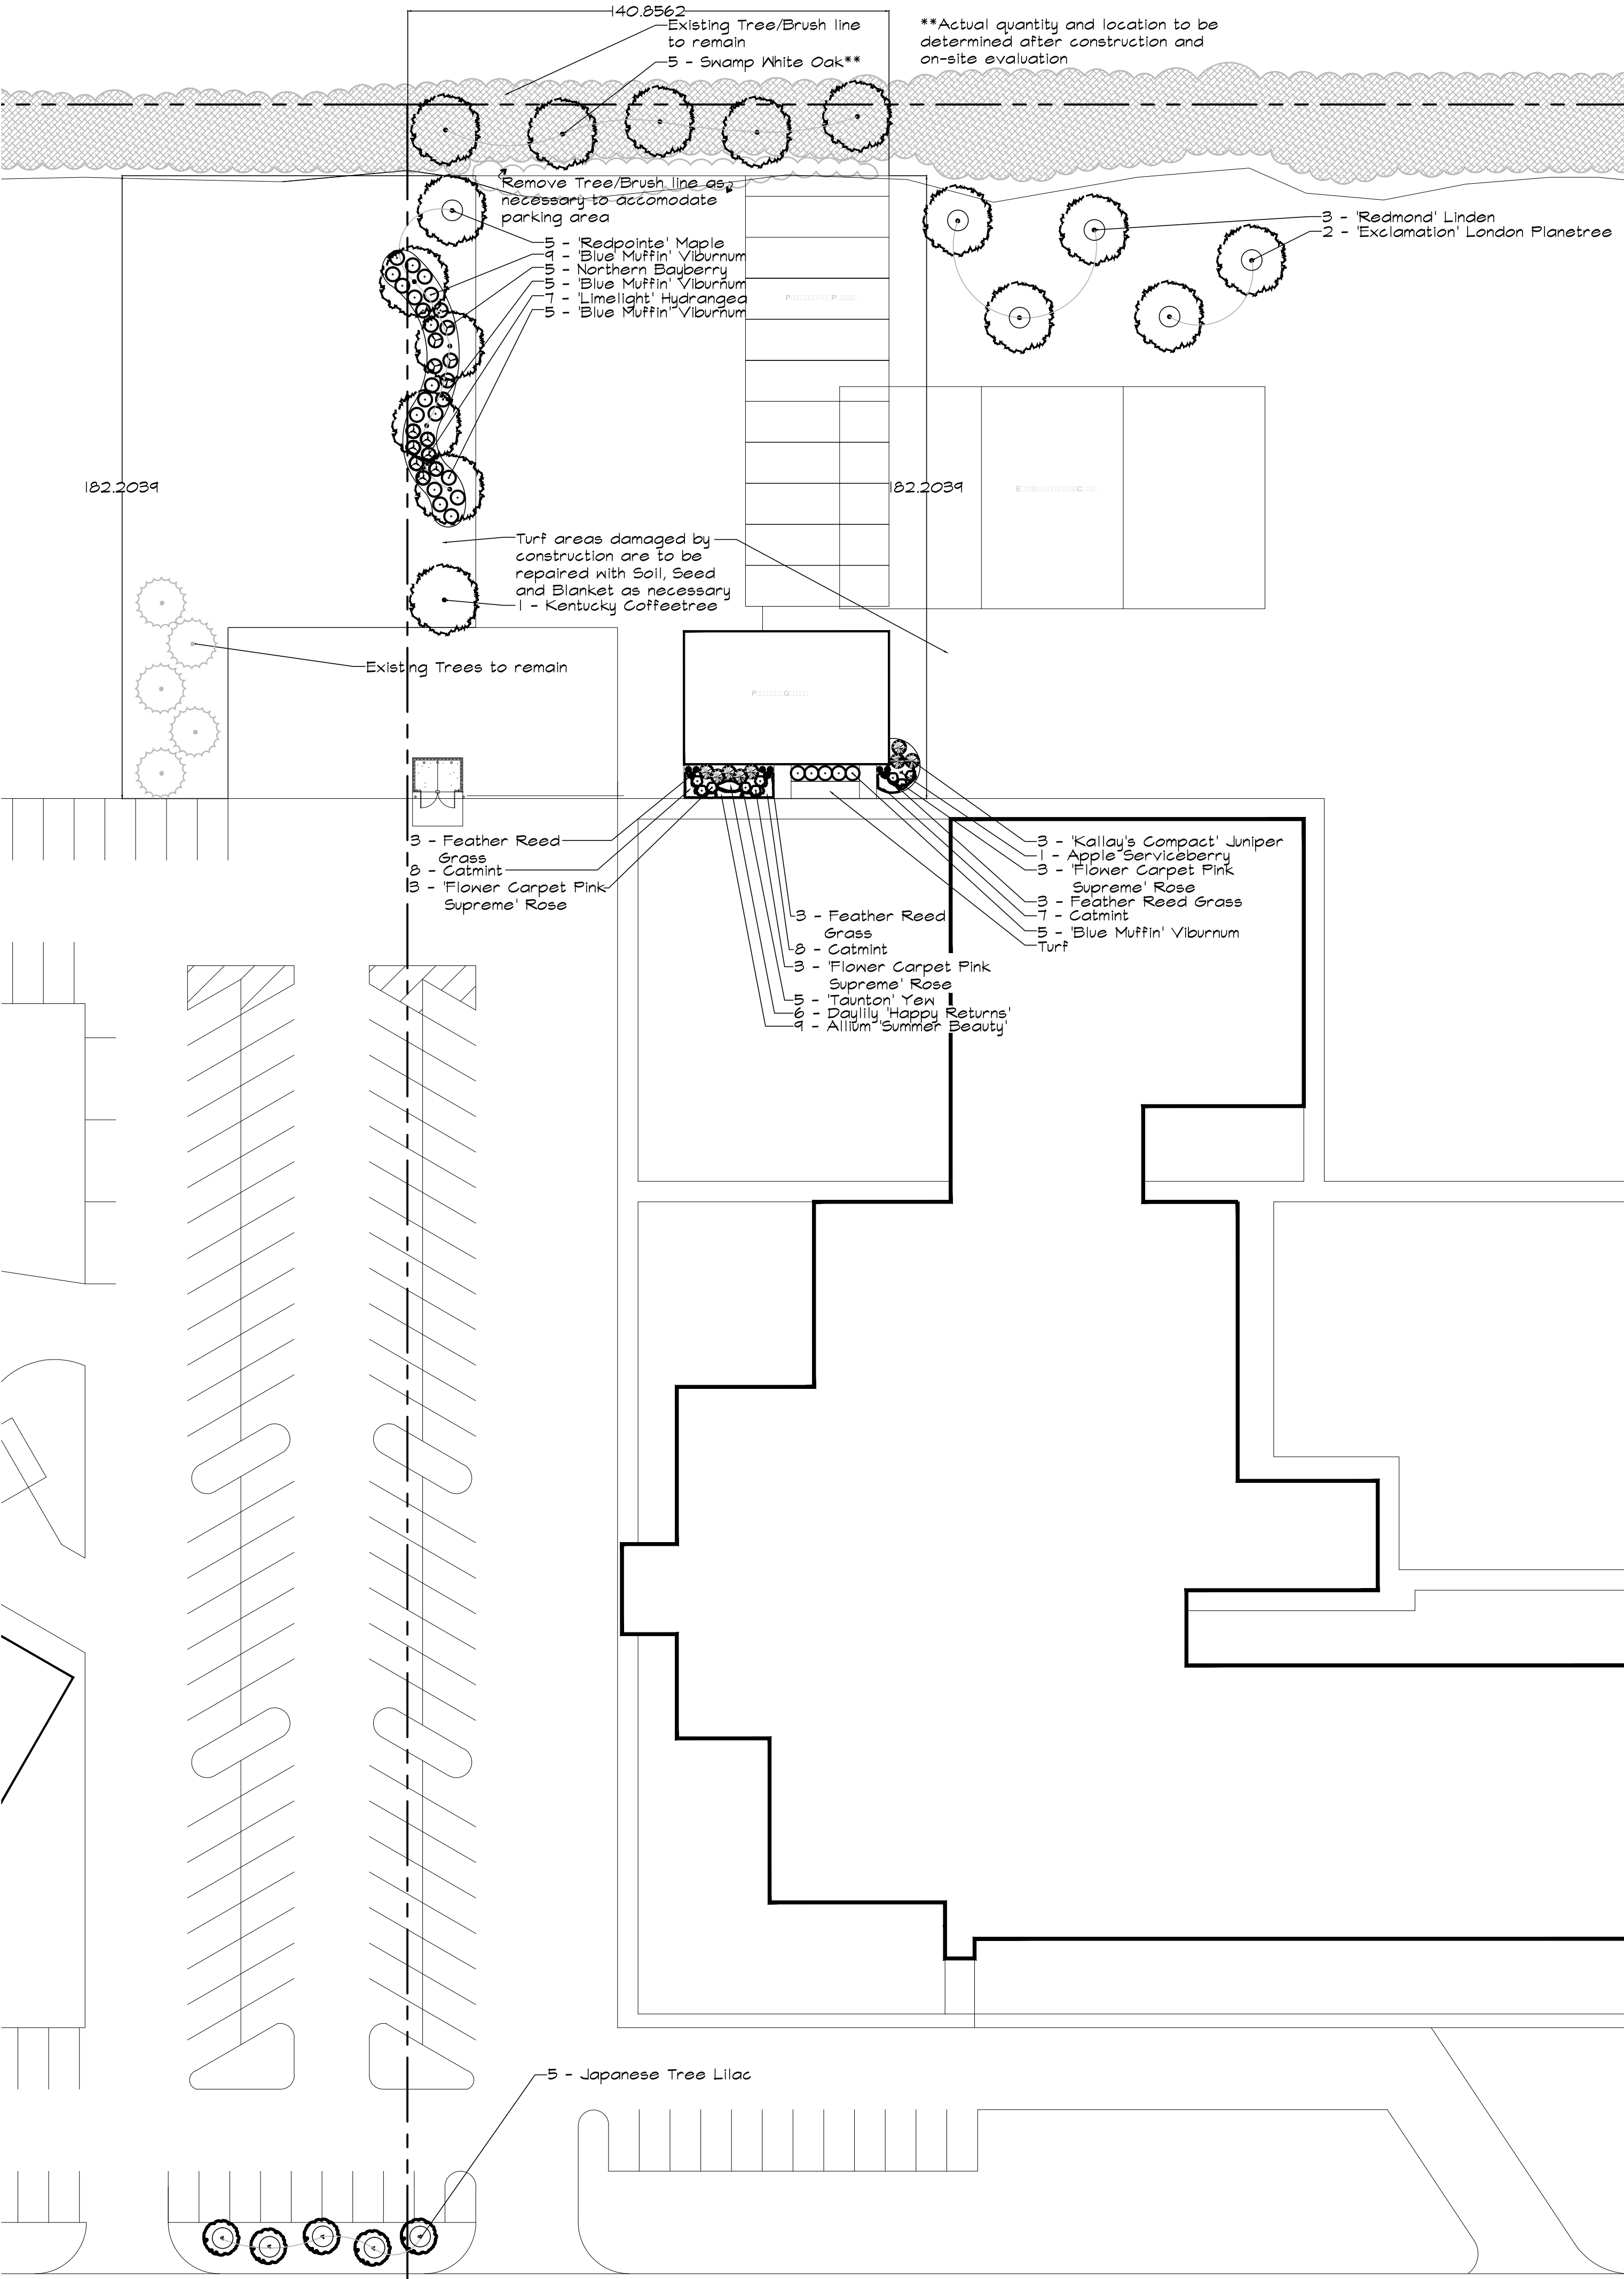 140.8562
Existing Tree/Brush line
to remain
5 - Swamp White Oak**
**Actual quantity and location to be
determined after construction and
on-site evaluation
Remove Tree/Brush line as
necessary to accomodate
parking area
5 - 'Redpointe' Maple
9 - 'Blue Muffin' Viburnum
5 - Northern Bayberry
5 - 'Blue Muffin' Viburnum
7 - 'Limelight' Hydrangea
5 - 'Blue Muffin' Viburnum
3 - 'Redmond' Linden
2 - 'Exclamation' London Planetree
182.2039
182.2039
Turf areas damaged by
construction are to be
repaired with Soil, Seed
and Blanket as necessary
1 - Kentucky Coffeetree
Existing Trees to remain
3 - Feather Reed
Grass
8 - Catmint
3 - 'Flower Carpet Pink
Supreme' Rose
3 - Feather Reed
Grass
8 - Catmint
3 - 'Flower Carpet Pink
Supreme' Rose
5 - 'Taunton' Yew
6 - Daylily 'Happy Returns'
9 - Allium 'Summer Beauty'
3 - 'Kallay's Compact' Juniper
1 - Apple Serviceberry
3 - 'Flower Carpet Pink
Supreme' Rose
3 - Feather Reed Grass
7 - Catmint
5 - 'Blue Muffin' Viburnum
Turf
5 - Japanese Tree Lilac